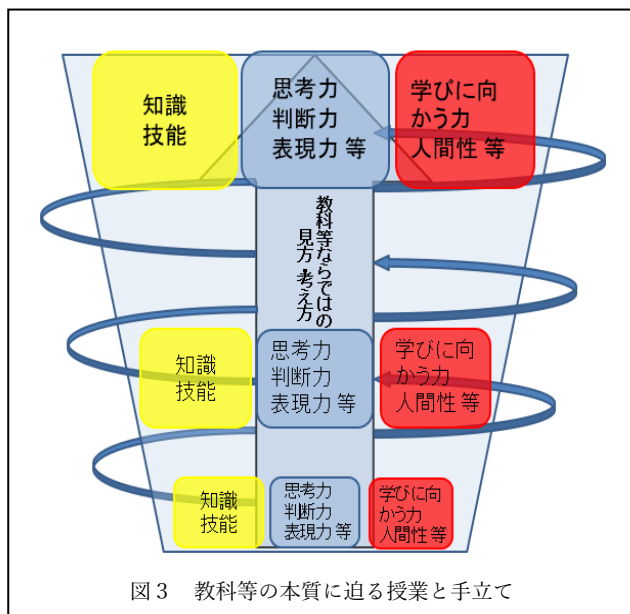 知識
技能
思考力
判断力
表現力 等
学びに向
かう力
人間性 等
教科等ならではの
見方・考え方
知識
技能
思考力
判断力
表現力 等
学びに向
かう力
人間性 等
知識
技能
思考力
判断力
表現力 等
学びに向
かう力
人間性 等
図３ 教科等の本質に迫る授業と手立て